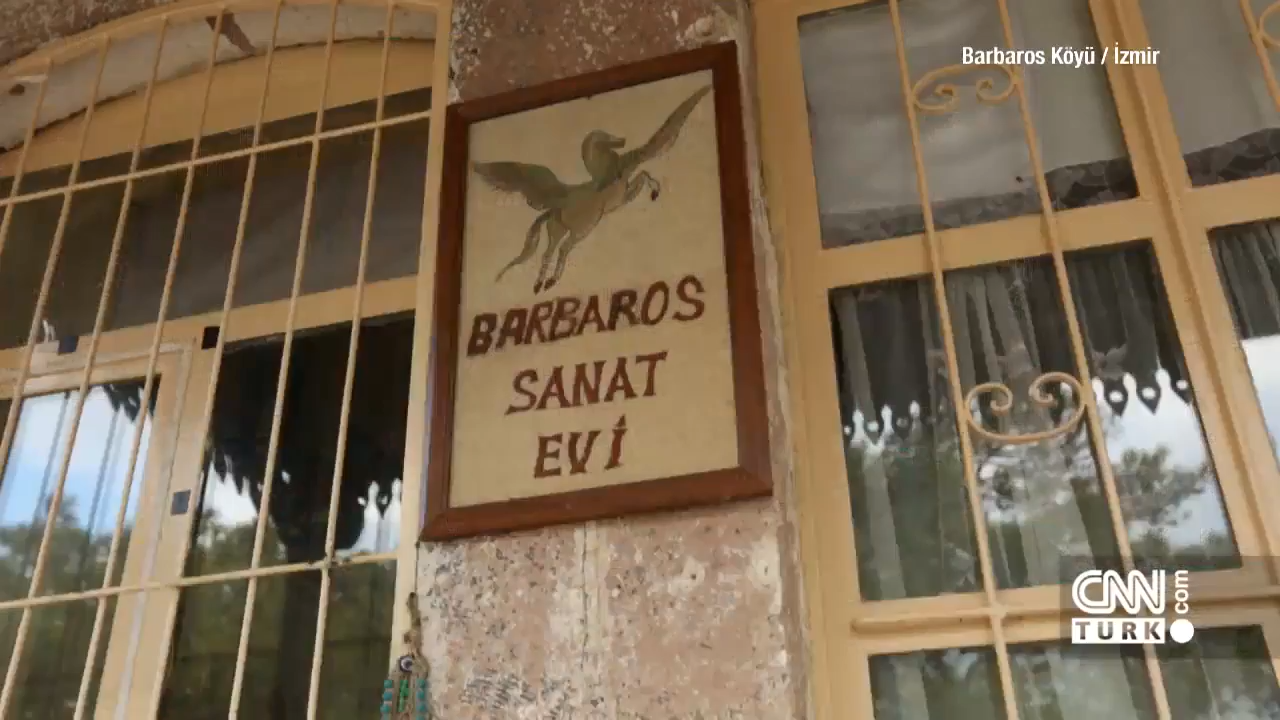 Barbaros Köyü / İzmir
BARBAROS
SANAT
EVİ
CNN
TURK
.com